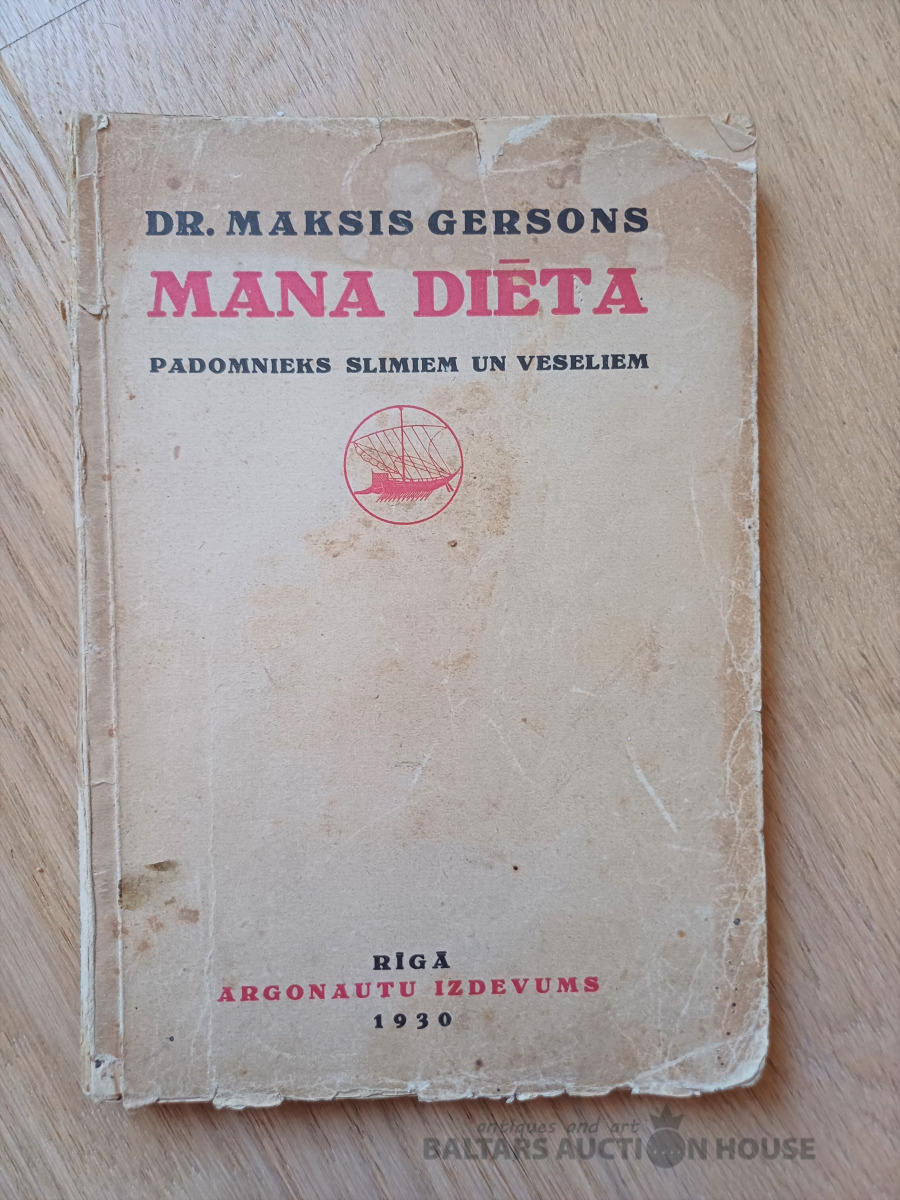 DR. MAKSIS GERSONS
MANA DIĒTA
PADOMNIEKS SLIMIEM UN VESELIEM
RĪGĀ
ARGONAUTU IZDEVUMS
1930
antiques and art
BALTARS AUCTION HOUSE